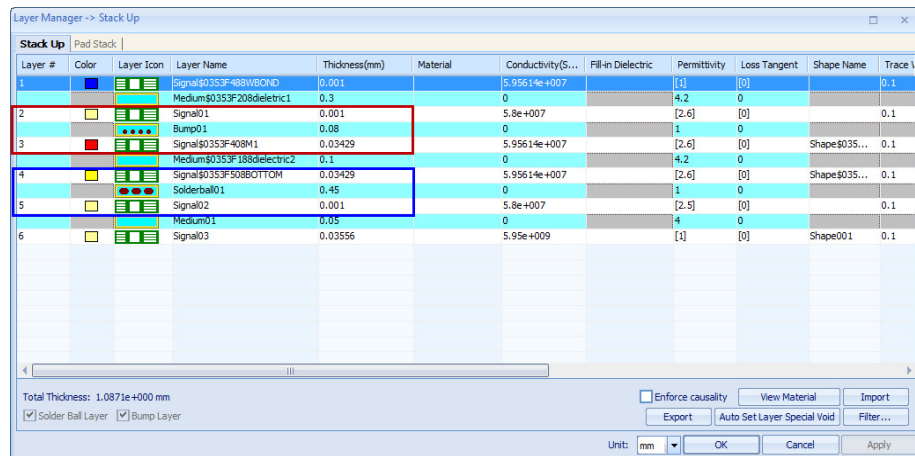 Layer Manager -> Stack Up
Stack Up Pad Stack
Layer # Color Layer Icon Layer Name Thickness(mm) Material Conductivity(S... Fill-in Dielectric Permittivity Loss Tangent Shape Name Trace W
1 Signal$0353F488WBOND 0.001 5.95614e+007 [1] [0] 0.1
Medium$0353F208dieletric1 0.3 0 4.2 0
2 Signal01 0.001 5.8e+007 [2.6] [0] 0.1
Bump01 0.08 0 1 0
3 Signal$0353F408M1 0.03429 5.95614e+007 [2.6] [0] Shape$035... 0.1
Medium$0353F188dielectric2 0.1 0 4.2 0
4 Signal$0353F508BOTTOM 0.03429 5.95614e+007 [2.6] [0] Shape$035... 0.1
Solderball01 0.45 0 1 0
5 Signal02 0.001 5.8e+007 [2.5] [0] 0.1
Medium01 0.05 0 4 0
6 Signal03 0.03556 5.95e+009 [1] [0] Shape001 0.1
Total Thickness: 1.0871e+000 mm
Enforce causality View Material Import
Solder Ball Layer Bump Layer
Export Auto Set Layer Special Void Filter...
Unit: mm OK Cancel Apply